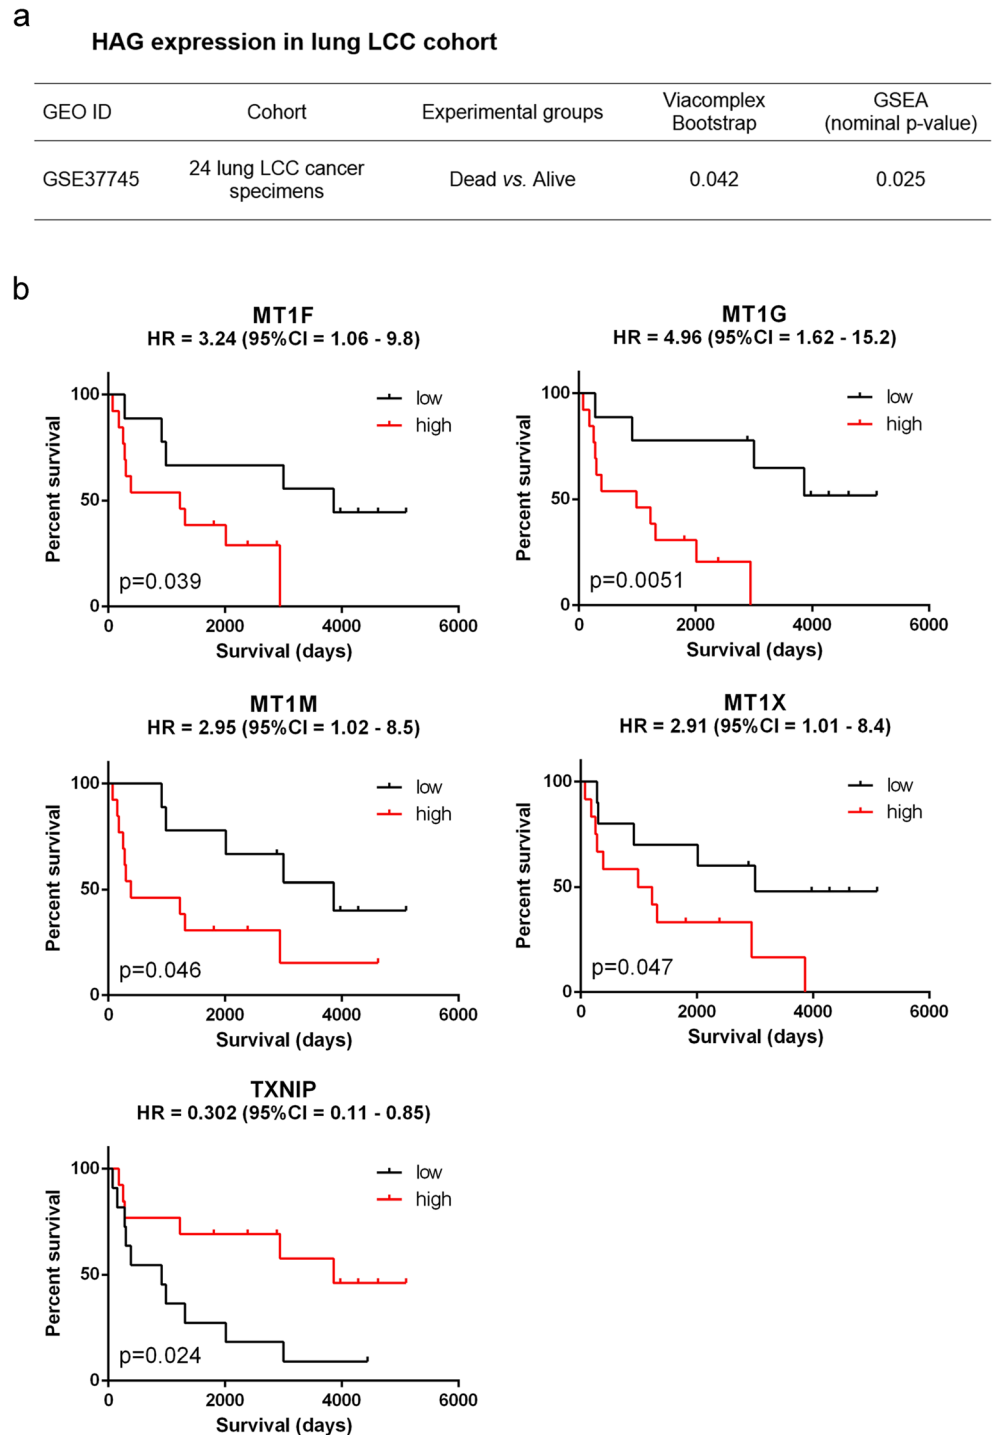 a
HAG expression in lung LCC cohort
GEO ID Cohort Experimental groups Viacomplex Bootstrap GSEA (nominal p-value)
GSE37745 24 lung LCC cancer specimens Dead vs. Alive 0.042 0.025
b
MT1F
HR = 3.24 (95%CI = 1.06 - 9.8)
low
high
100
50
0
Percent survival
p=0.039
0 2000 4000 6000
Survival (days)
MT1G
HR = 4.96 (95%CI = 1.62 - 15.2)
low
high
100
50
0
Percent survival
p=0.0051
0 2000 4000 6000
Survival (days)
MT1M
HR = 2.95 (95%CI = 1.02 - 8.5)
low
high
100
50
0
Percent survival
p=0.046
0 2000 4000 6000
Survival (days)
MT1X
HR = 2.91 (95%CI = 1.01 - 8.4)
low
high
100
50
0
Percent survival
p=0.047
0 2000 4000 6000
Survival (days)
TXNIP
HR = 0.302 (95%CI = 0.11 - 0.85)
low
high
100
50
0
Percent survival
p=0.024
0 2000 4000 6000
Survival (days)